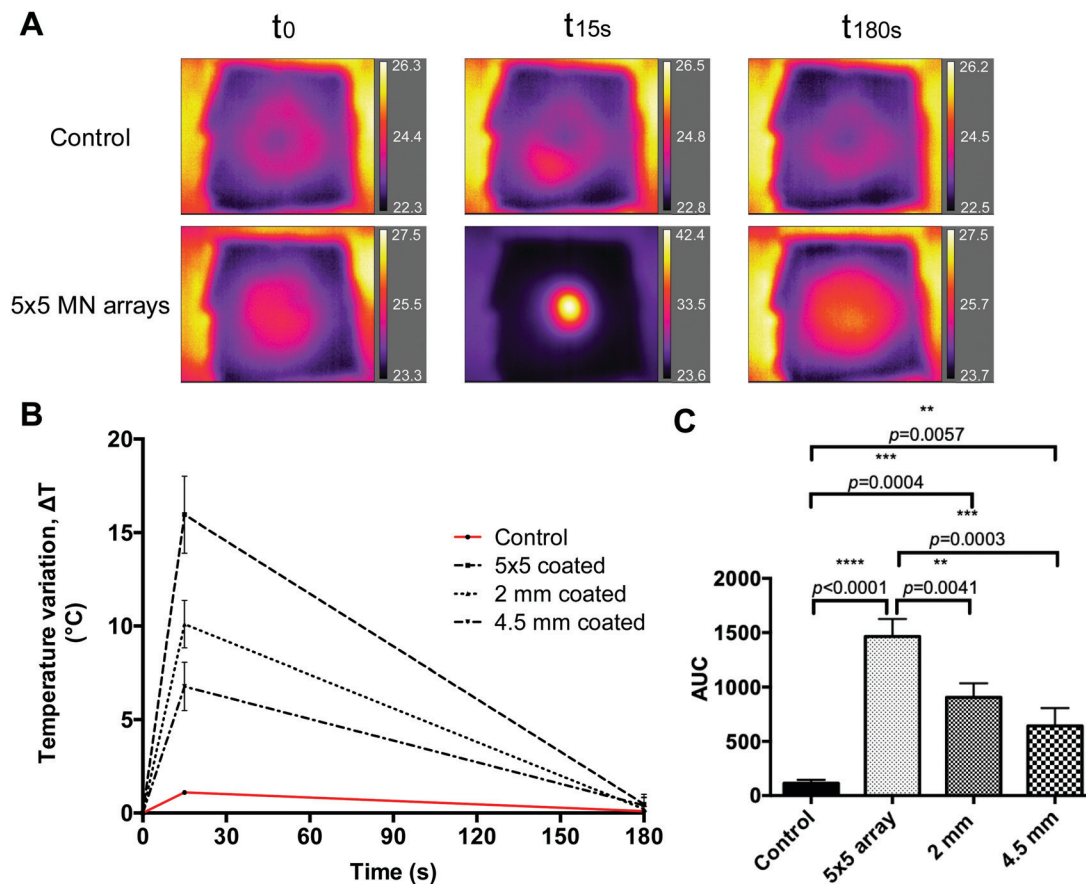 A
t0 t15s t180s
Control
26.3
24.4
22.3
26.5
24.8
22.8
26.2
24.5
22.5
5x5 MN arrays
27.5
25.5
23.3
42.4
33.5
23.6
27.5
25.7
23.7
B
Temperature variation, ΔT
(°C)
20
15
10
5
0
0 30 60 90 120 150 180
Time (s)
Control
5x5 coated
2 mm coated
4.5 mm coated
C
**
p=0.0057
***
p=0.0004
***
p=0.0003
**** **
p<0.0001 p=0.0041
AUC
2000
1500
1000
500
0
Control
5x5 array
2 mm
4.5 mm